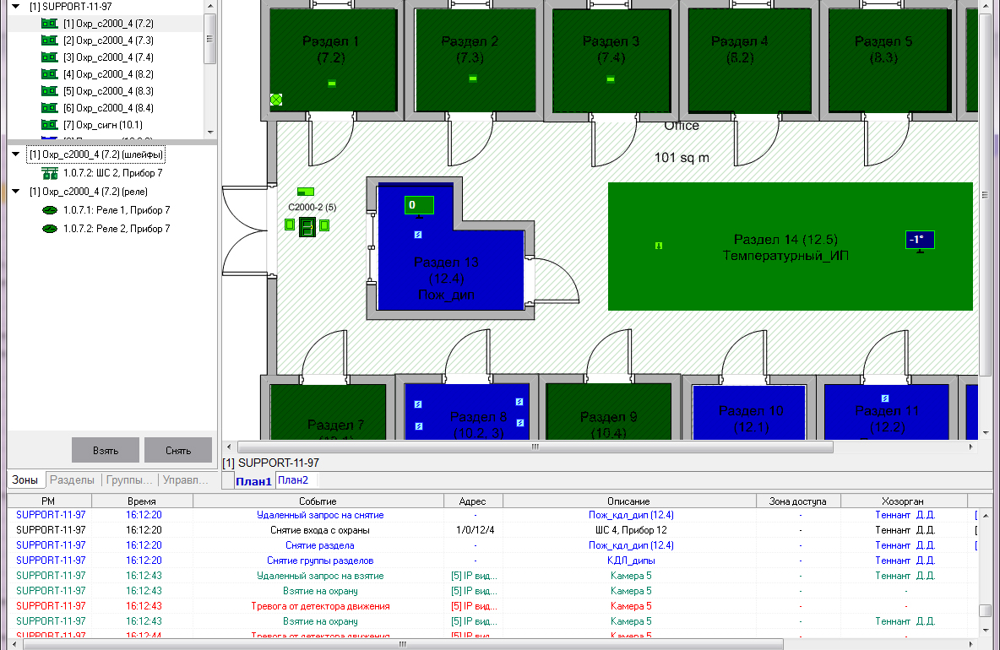 [1] SUPPORT-11-97
[1] Охр_с2000_4 (7.2)
[2] Охр_с2000_4 (7.3)
[3] Охр_с2000_4 (7.4)
[4] Охр_с2000_4 (8.2)
[5] Охр_с2000_4 (8.3)
[6] Охр_с2000_4 (8.4)
[7] Охр_сигн (10.1)
[1] Охр_с2000_4 (7.2) (шлейфы)
1.0.7.2: ШС 2, Прибор 7
[1] Охр_с2000_4 (7.2) (реле)
1.0.7.1: Реле 1, Прибор 7
1.0.7.2: Реле 2, Прибор 7
Взять Снять
Зоны Разделы Группы... Управл...
Раздел 1
(7.2)
Раздел 2
(7.3)
Раздел 3
(7.4)
Раздел 4
(8.2)
Раздел 5
(8.3)
Office
101 sq m
С2000-2 (5)
0
Раздел 13
(12.4)
Пож_дип
Раздел 14 (12.5)
Температурный_ИП
-1°
Раздел 7
Раздел 8
(10.2, 3)
Раздел 9
(10.4)
Раздел 10
(12.1)
Раздел 11
(12.2)
[1] SUPPORT-11-97
План1 План2
РМ Время Событие Адрес Описание Зона доступа Хозорган
SUPPORT-11-97 16:12:20 Удаленный запрос на снятие - Пож_кдл_дип (12.4) - Теннант Д.Д.
SUPPORT-11-97 16:12:20 Снятие входа с охраны 1/0/12/4 ШС 4, Прибор 12 - Теннант Д.Д.
SUPPORT-11-97 16:12:20 Снятие раздела - Пож_кдл_дип (12.4) - Теннант Д.Д.
SUPPORT-11-97 16:12:20 Снятие группы разделов - КДЛ_дипы - Теннант Д.Д.
SUPPORT-11-97 16:12:43 Удаленный запрос на взятие [5] IP вид... Камера 5 - Теннант Д.Д.
SUPPORT-11-97 16:12:43 Взятие на охрану [5] IP вид... Камера 5 - -
SUPPORT-11-97 16:12:43 Тревога от детектора движения [5] IP вид... Камера 5 - -
SUPPORT-11-97 16:12:43 Взятие на охрану [5] IP вид... Камера 5 - Теннант Д.Д.
SUPPORT-11-97 16:12:44 Тревога от детектора движения [5] IP вид... Камера 5 - -